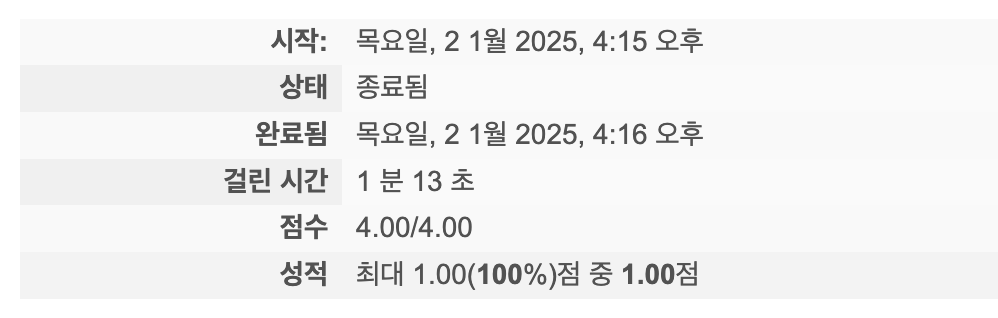 시작: 목요일, 2 1월 2025, 4:15 오후
상태 종료됨
완료됨 목요일, 2 1월 2025, 4:16 오후
걸린 시간 1 분 13 초
점수 4.00/4.00
성적 최대 1.00(100%)점 중 1.00점